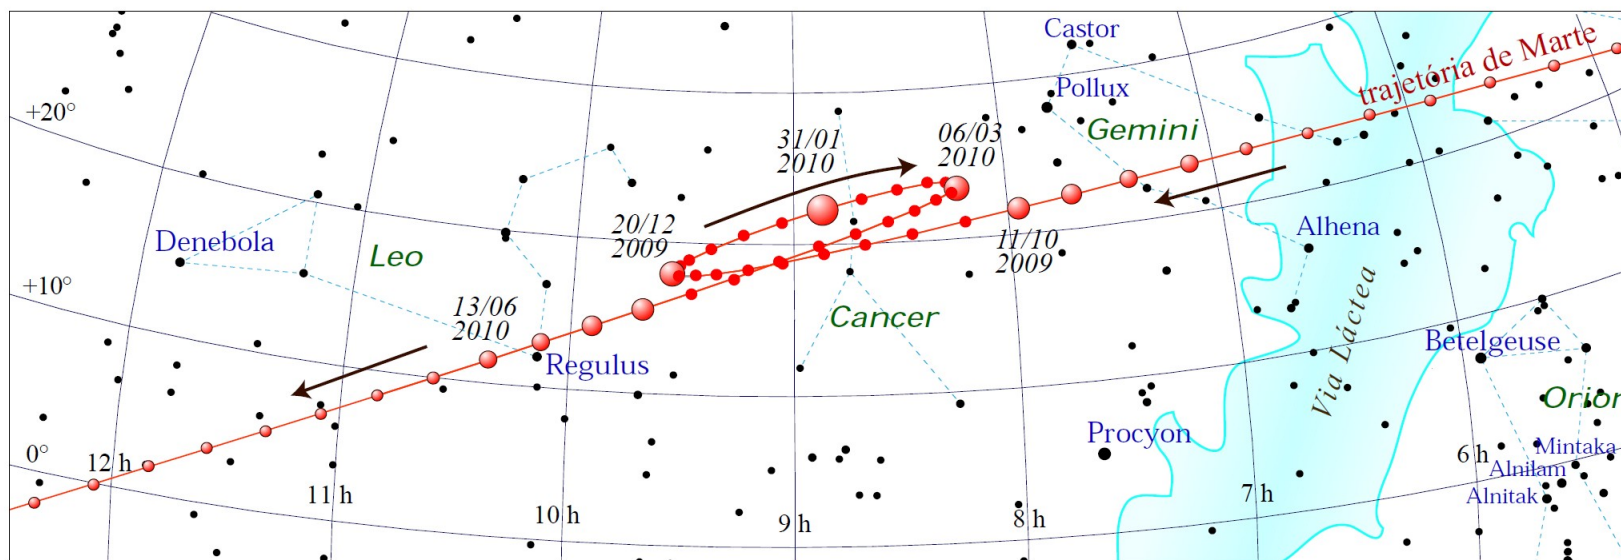 Castor
trajetória de Marte
Pollux
+20°
Gemini
31/01
2010
06/03
2010
20/12
2009
Denebola
Leo
11/10
2009
Alhena
+10°
13/06
2010
Cancer
Via Láctea
Betelgeuse
Regulus
Orion
Procyon
Mintaka
0°
12 h
6 h
Alnilam
Alnitak
11 h
7 h
10 h
9 h
8 h